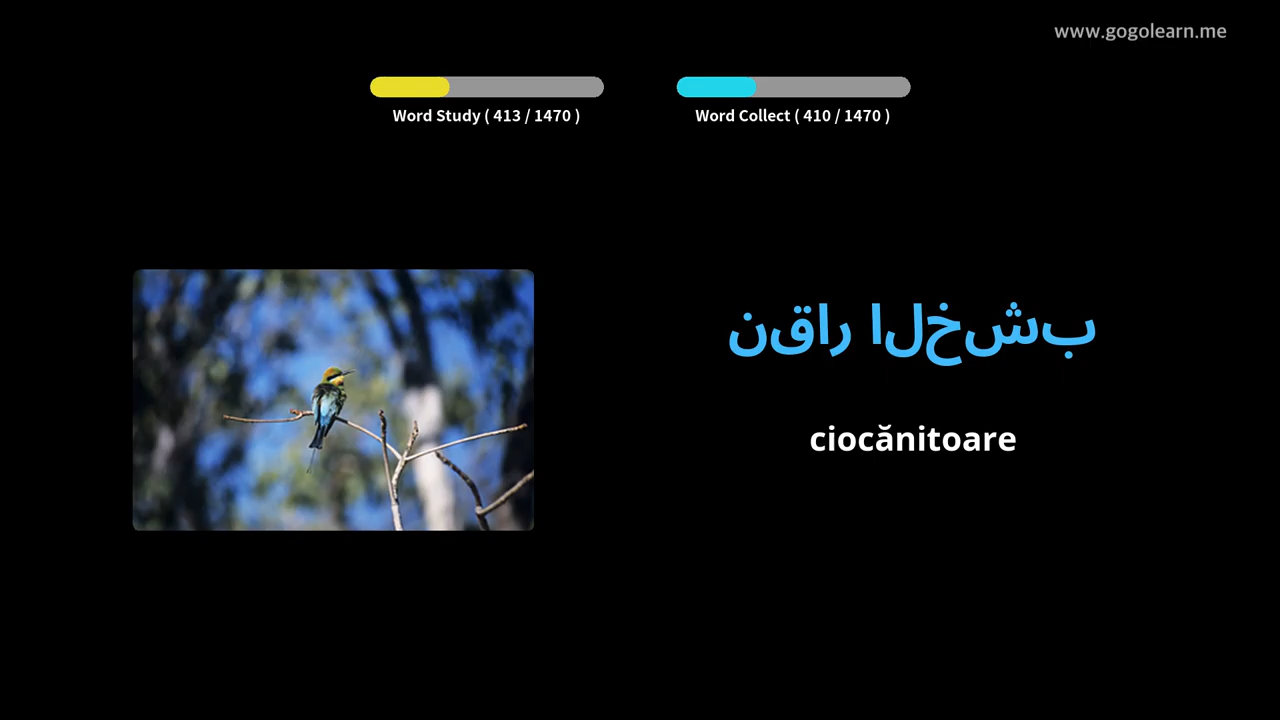 www.gogolearn.me
Word Study ( 413 / 1470 )
Word Collect ( 410 / 1470 )
نقار الخشب
ciocănitoare